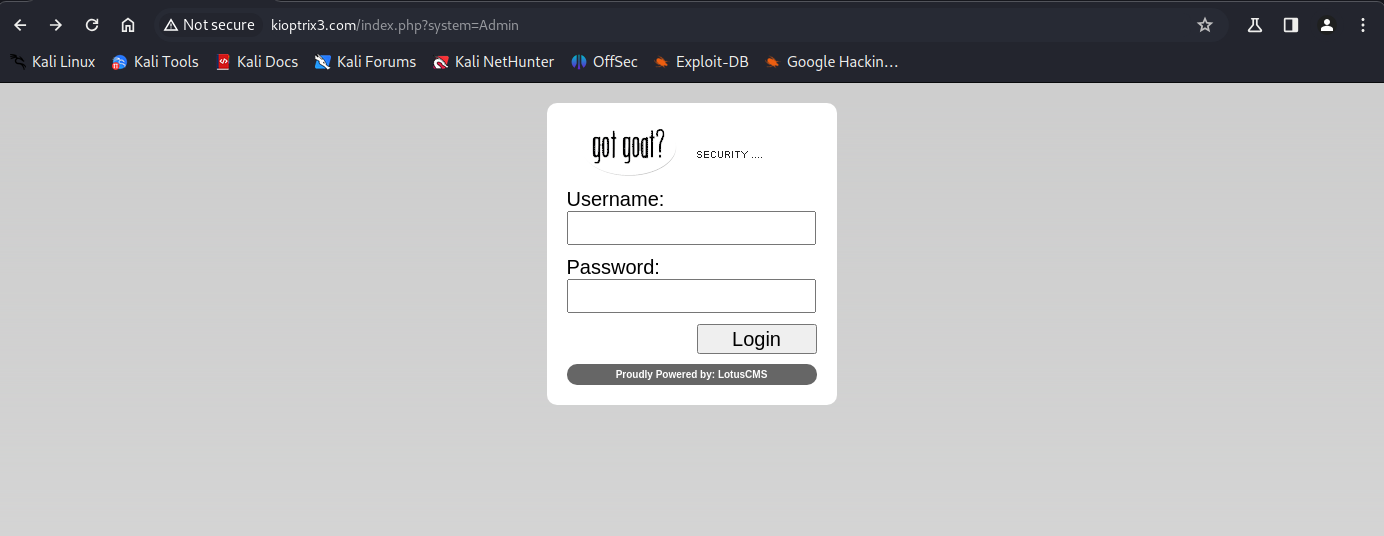 Not secure kioptrix3.com/index.php?system=Admin
Kali Linux Kali Tools Kali Docs Kali Forums Kali NetHunter OffSec Exploit-DB Google Hackin…
got goat? SECURITY ....
Username:
Password:
Login
Proudly Powered by: LotusCMS